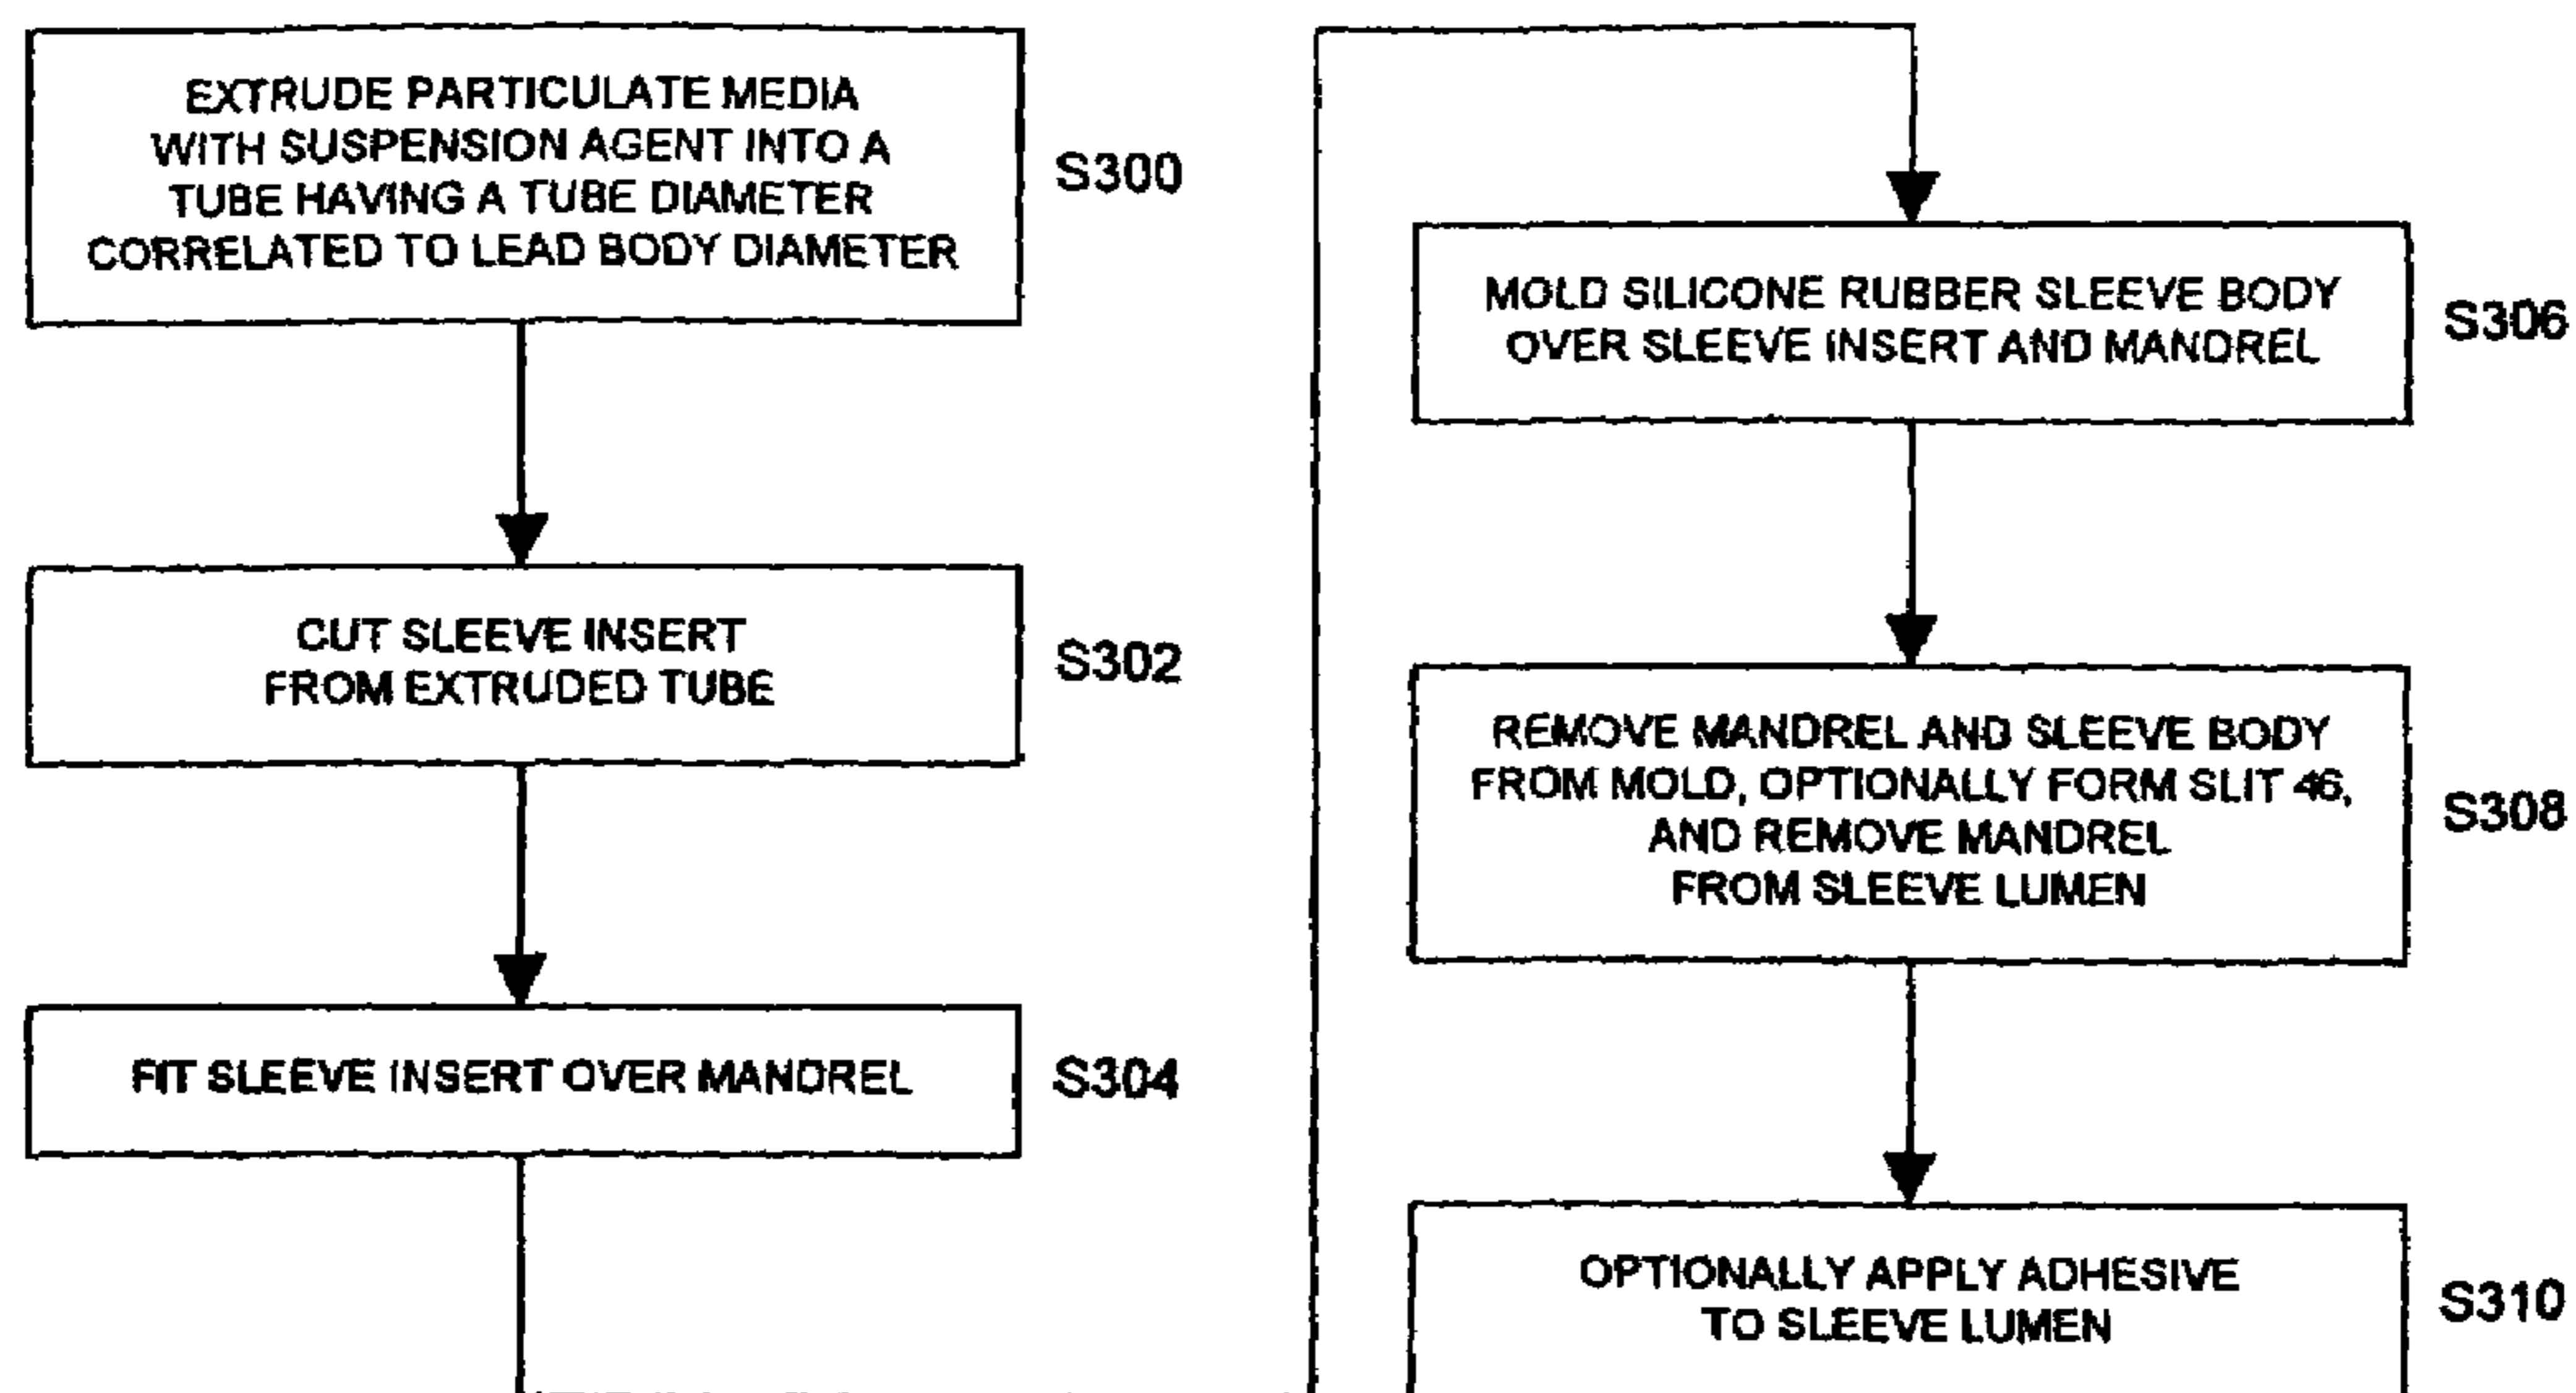 EXTRUDE PARTICULATE MEDIA
WITH SUSPENSION AGENT INTO A
TUBE HAVING A TUBE DIAMETER
CORRELATED TO LEAD BODY DIAMETER
S300
CUT SLEEVE INSERT
FROM EXTRUDED TUBE
S302
FIT SLEEVE INSERT OVER MANDREL
S304
MOLD SILICONE RUBBER SLEEVE BODY
OVER SLEEVE INSERT AND MANDREL
S306
REMOVE MANDREL AND SLEEVE BODY
FROM MOLD, OPTIONALLY FORM SLIT 46,
AND REMOVE MANDREL
FROM SLEEVE LUMEN
S308
OPTIONALLY APPLY ADHESIVE
TO SLEEVE LUMEN
S310